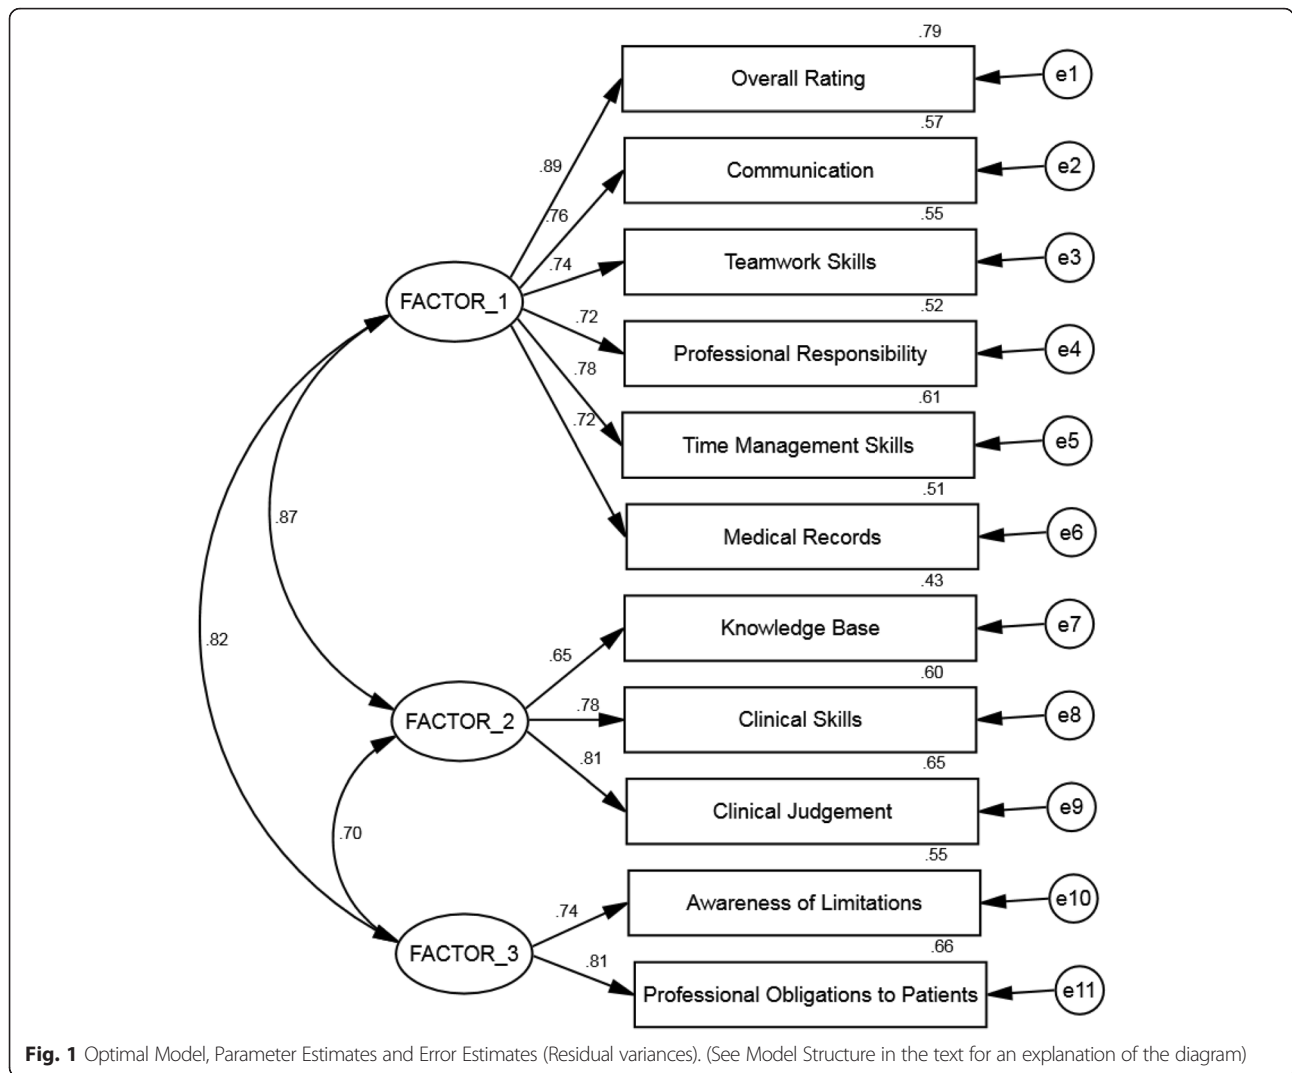 .79
Overall Rating
e1
.57
.89
Communication
e2
.76
.55
.74
Teamwork Skills
e3
FACTOR_1
.52
.72
Professional Responsibility
e4
.78
.61
.72
Time Management Skills
e5
.51
.87
Medical Records
e6
.43
.82
Knowledge Base
e7
.65
.60
FACTOR_2
.78
Clinical Skills
e8
.81
.65
.70
Clinical Judgement
e9
.55
.74
Awareness of Limitations
e10
FACTOR_3
.66
.81
Professional Obligations to Patients
e11
Fig. 1 Optimal Model, Parameter Estimates and Error Estimates (Residual variances). (See Model Structure in the text for an explanation of the diagram)